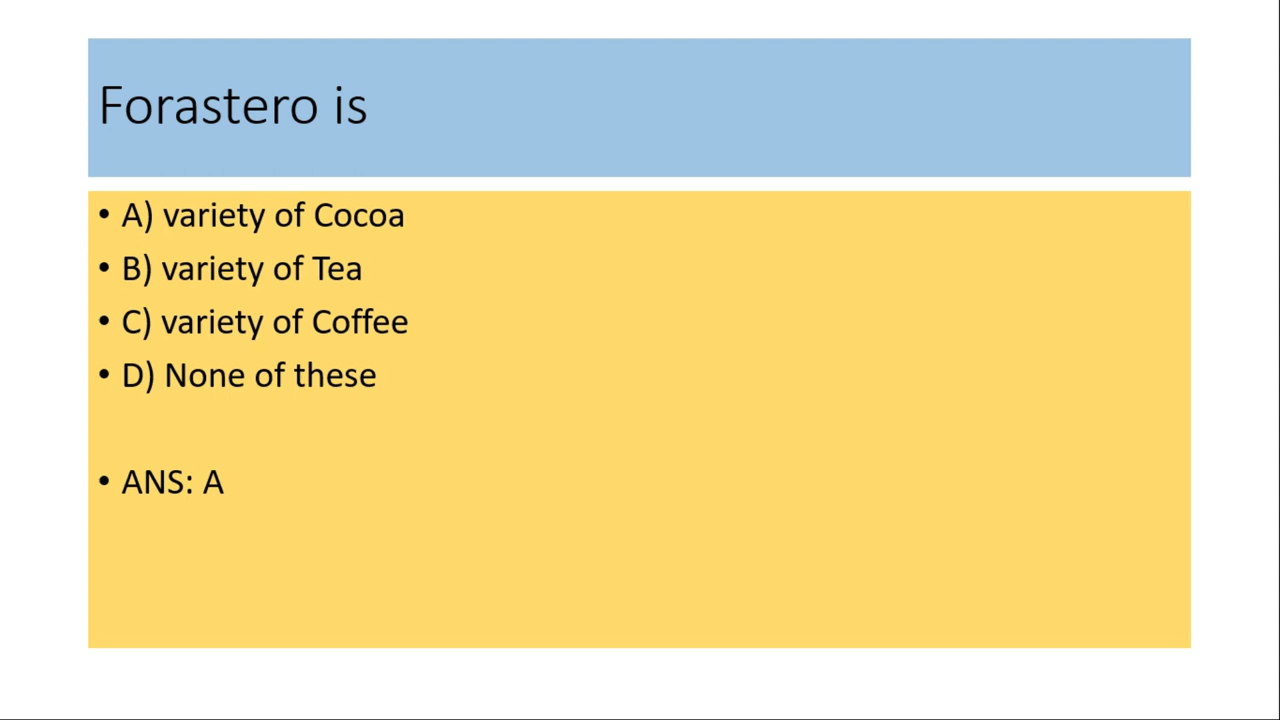 Forastero is
• A) variety of Cocoa
• B) variety of Tea
• C) variety of Coffee
• D) None of these
• ANS: A